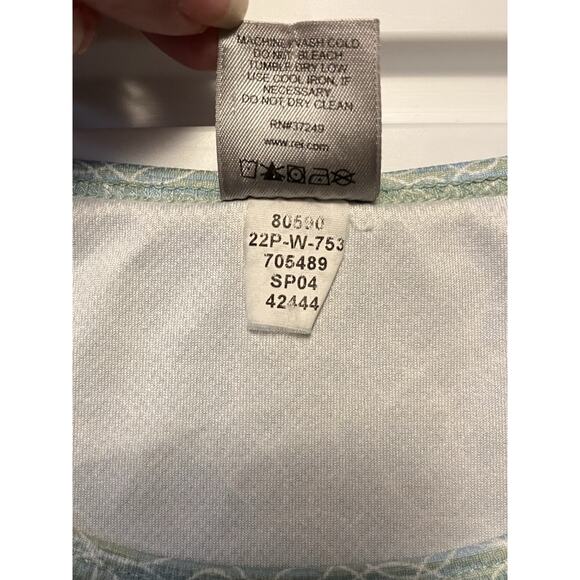 MACHINE WASH COLD
DO NOT BLEACH
TUMBLE DRY LOW
USE COOL IRON, IF
NECESSARY
DO NOT DRY CLEAN
RN#37249
www.rei.com
80590
22P-W-753
705489
SP04
42444